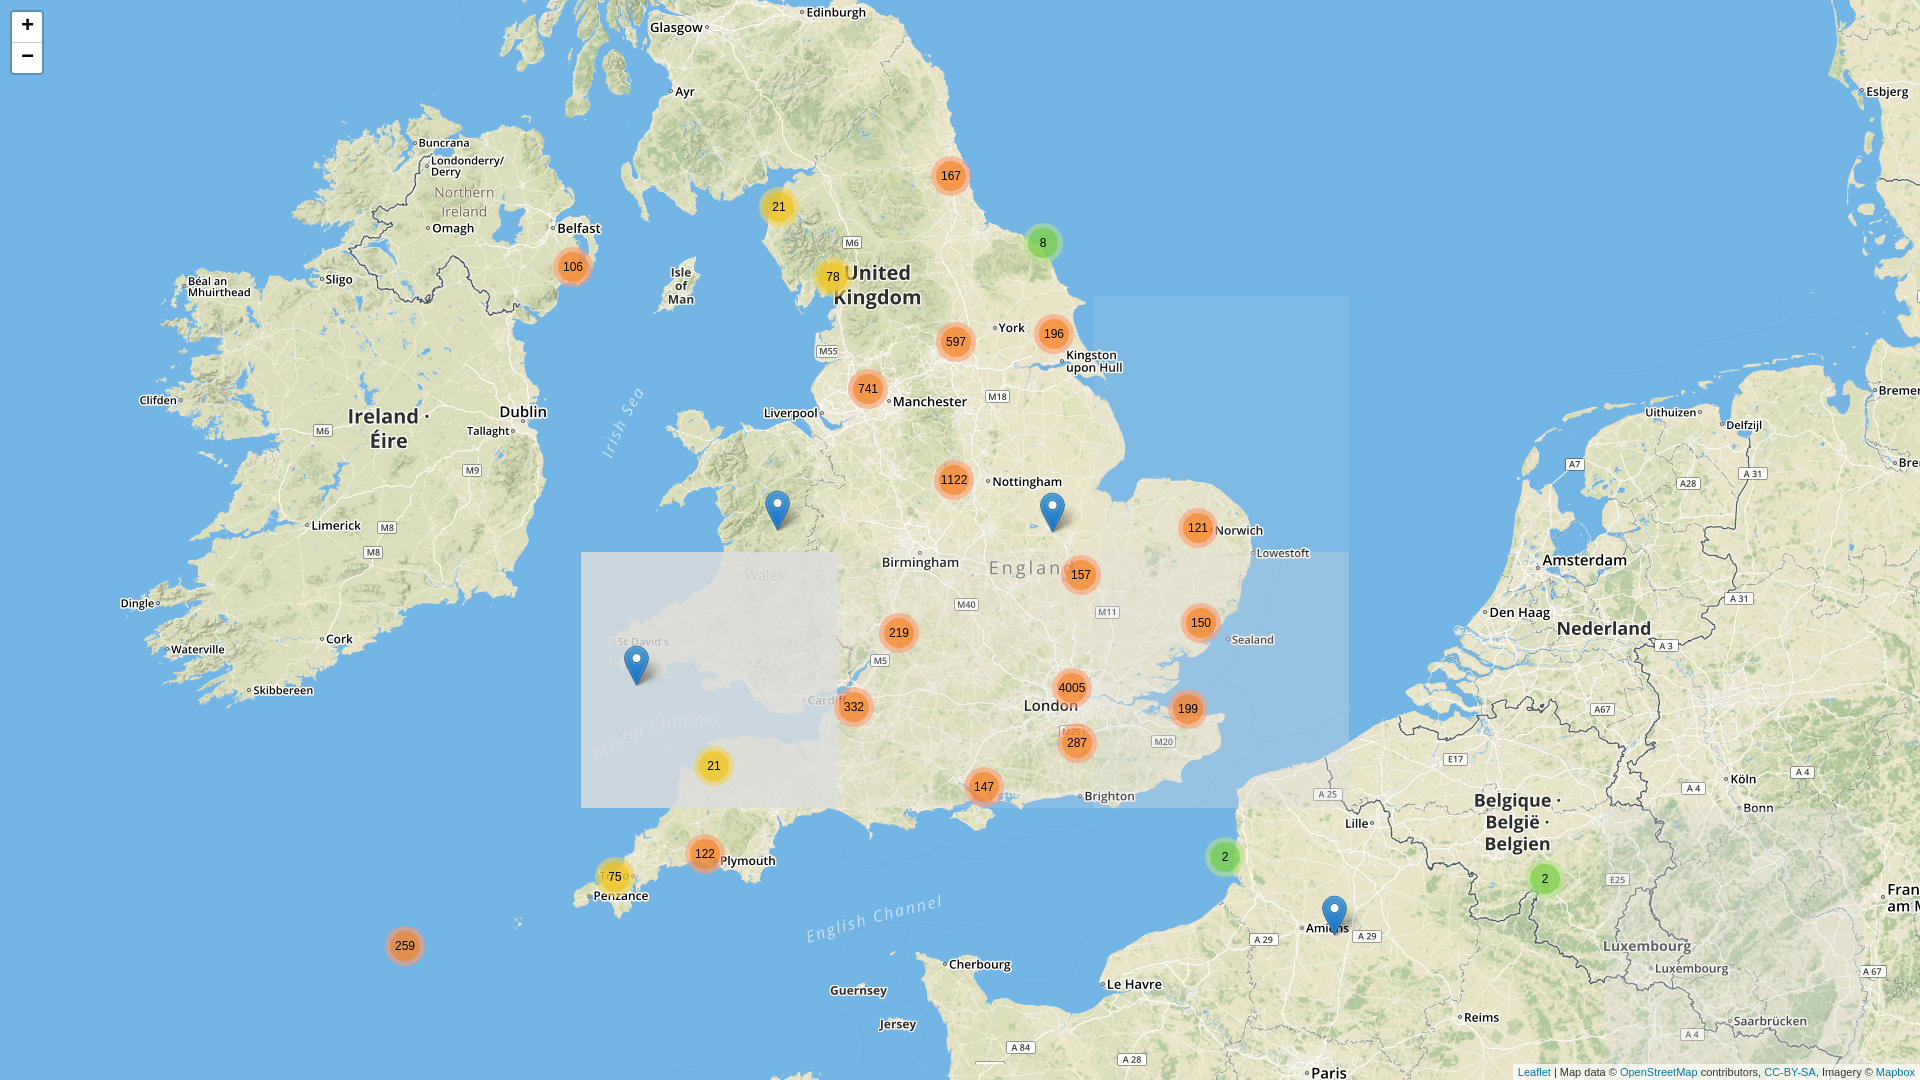 +
−
Edinburgh
Glasgow
Ayr
Esbjerg
Buncrana
Londonderry/
Derry
Northern
Ireland
Omagh
Belfast
167
21
8
M6
106
78
United
Kingdom
Isle
of
Man
Béal an
Mhuirthead
Sligo
York
196
597
M55
Kingston
upon Hull
741
Manchester
M18
Liverpool
Clifden
Ireland ·
Éire
Dublin
Tallaght
M6
M9
Irish Sea
Uithuizen
Delfzijl
A7
A 31
A28
1122
Nottingham
Limerick
M8
M8
121
Norwich
Lowestoft
Birmingham
England
157
Wales
Amsterdam
A 31
Dingle
M40
M11
Den Haag
Nederland
Cork
St David's
219
150
Sealand
A 3
Waterville
M5
Skibbereen
4005
London
Cardiff
332
199
A67
Bristol Channel
287
M20
E17
21
147
Brighton
A 25
A 4
Köln
A 4
Bonn
Belgique ·
België ·
Belgien
Lille
122
Plymouth
2
75
Penzance
2
E25
English Channel
Amiens
A 29
A 29
259
Luxembourg
Luxembourg
A 67
Cherbourg
Le Havre
Guernsey
Jersey
Reims
Saarbrücken
A 4
A 84
A 28
Paris
Leaflet | Map data © OpenStreetMap contributors, CC-BY-SA, Imagery © Mapbox